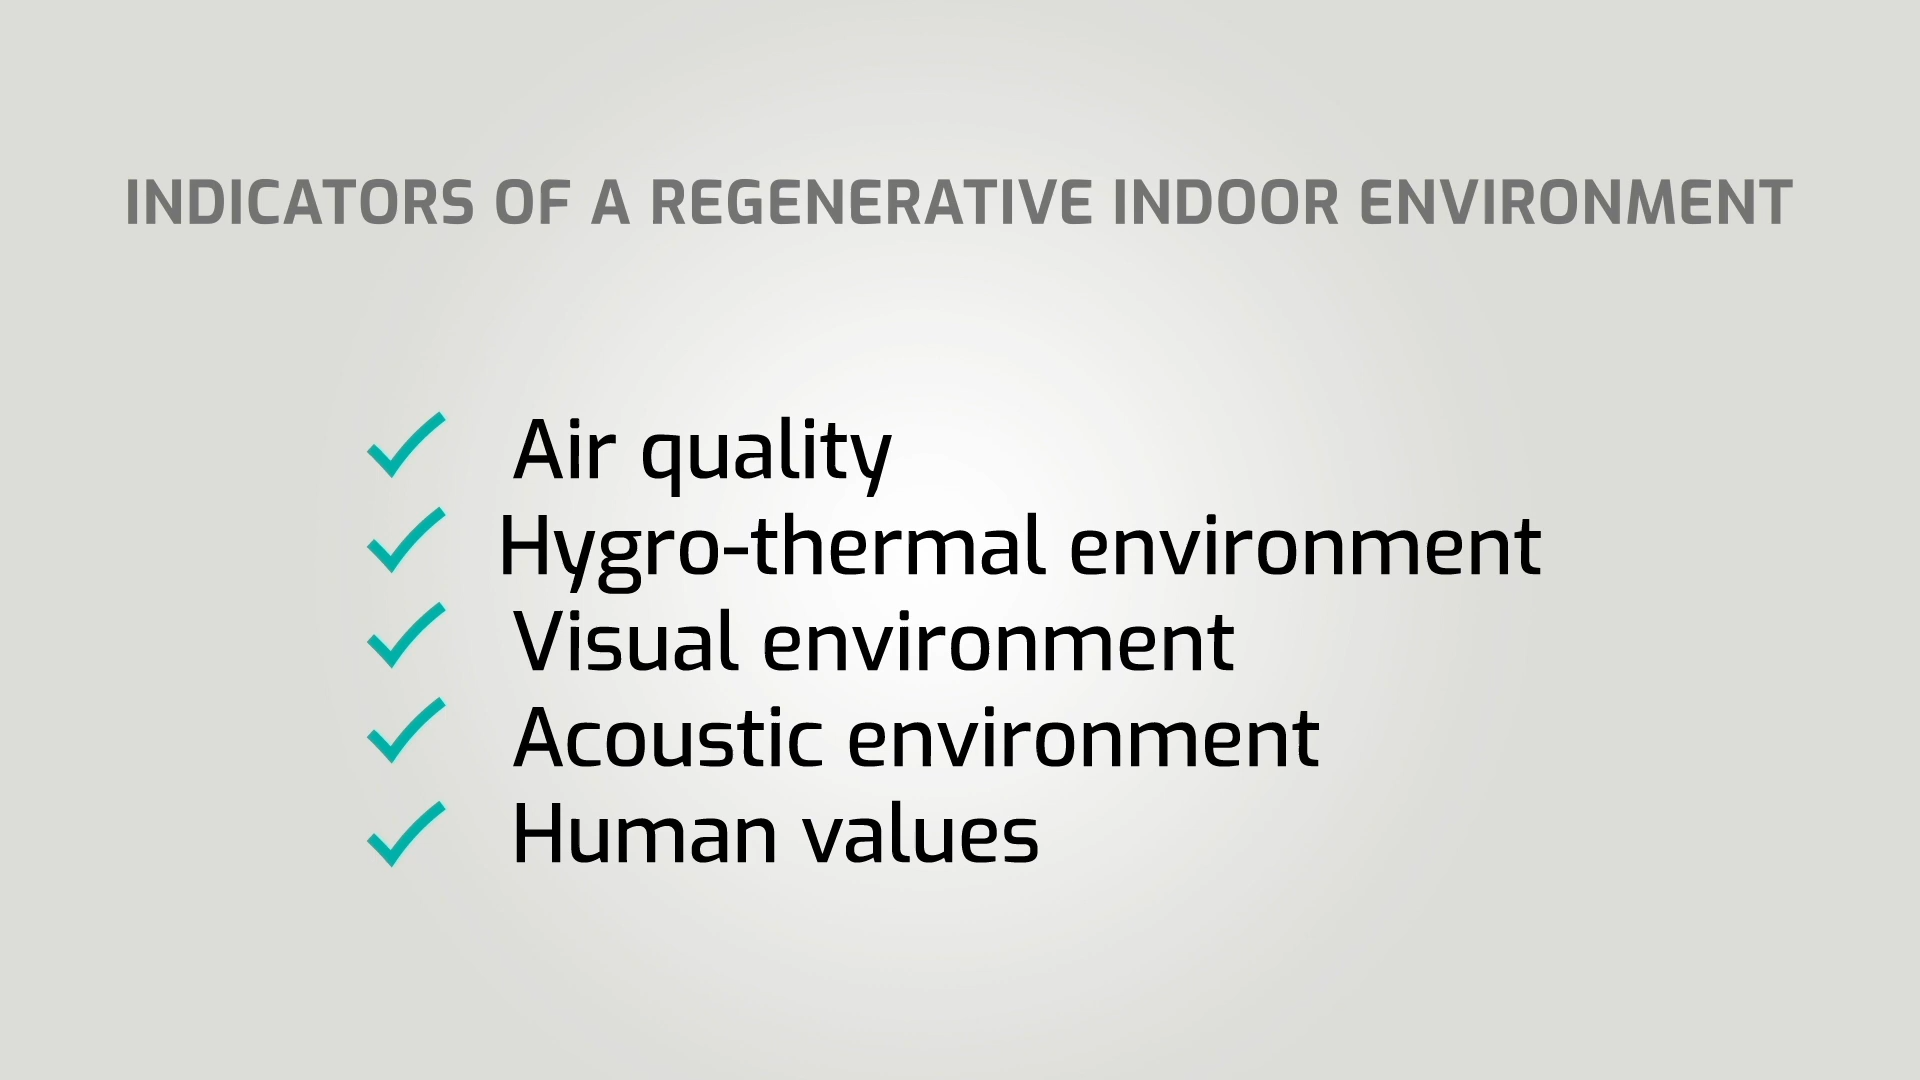 INDICATORS OF A REGENERATIVE INDOOR ENVIRONMENT
Air quality
Hygro-thermal environment
Visual environment
Acoustic environment
Human values